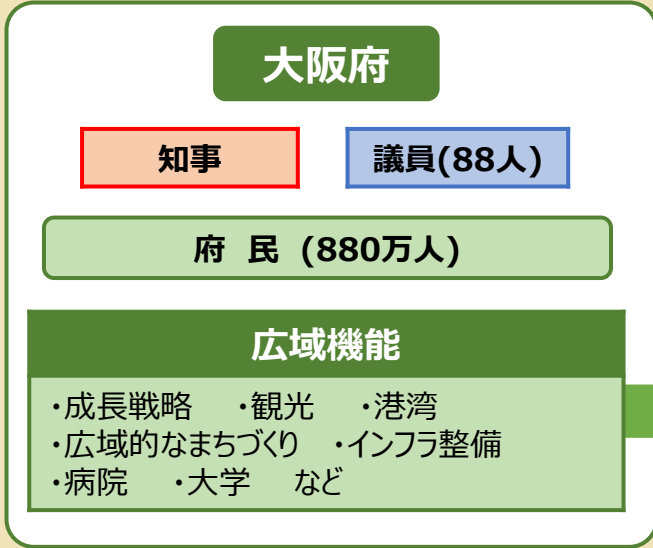 大阪府
知事 議員(88人)
府 民 (880万人)
広域機能
・成長戦略 ・観光 ・港湾
・広域的なまちづくり ・インフラ整備
・病院 ・大学 など